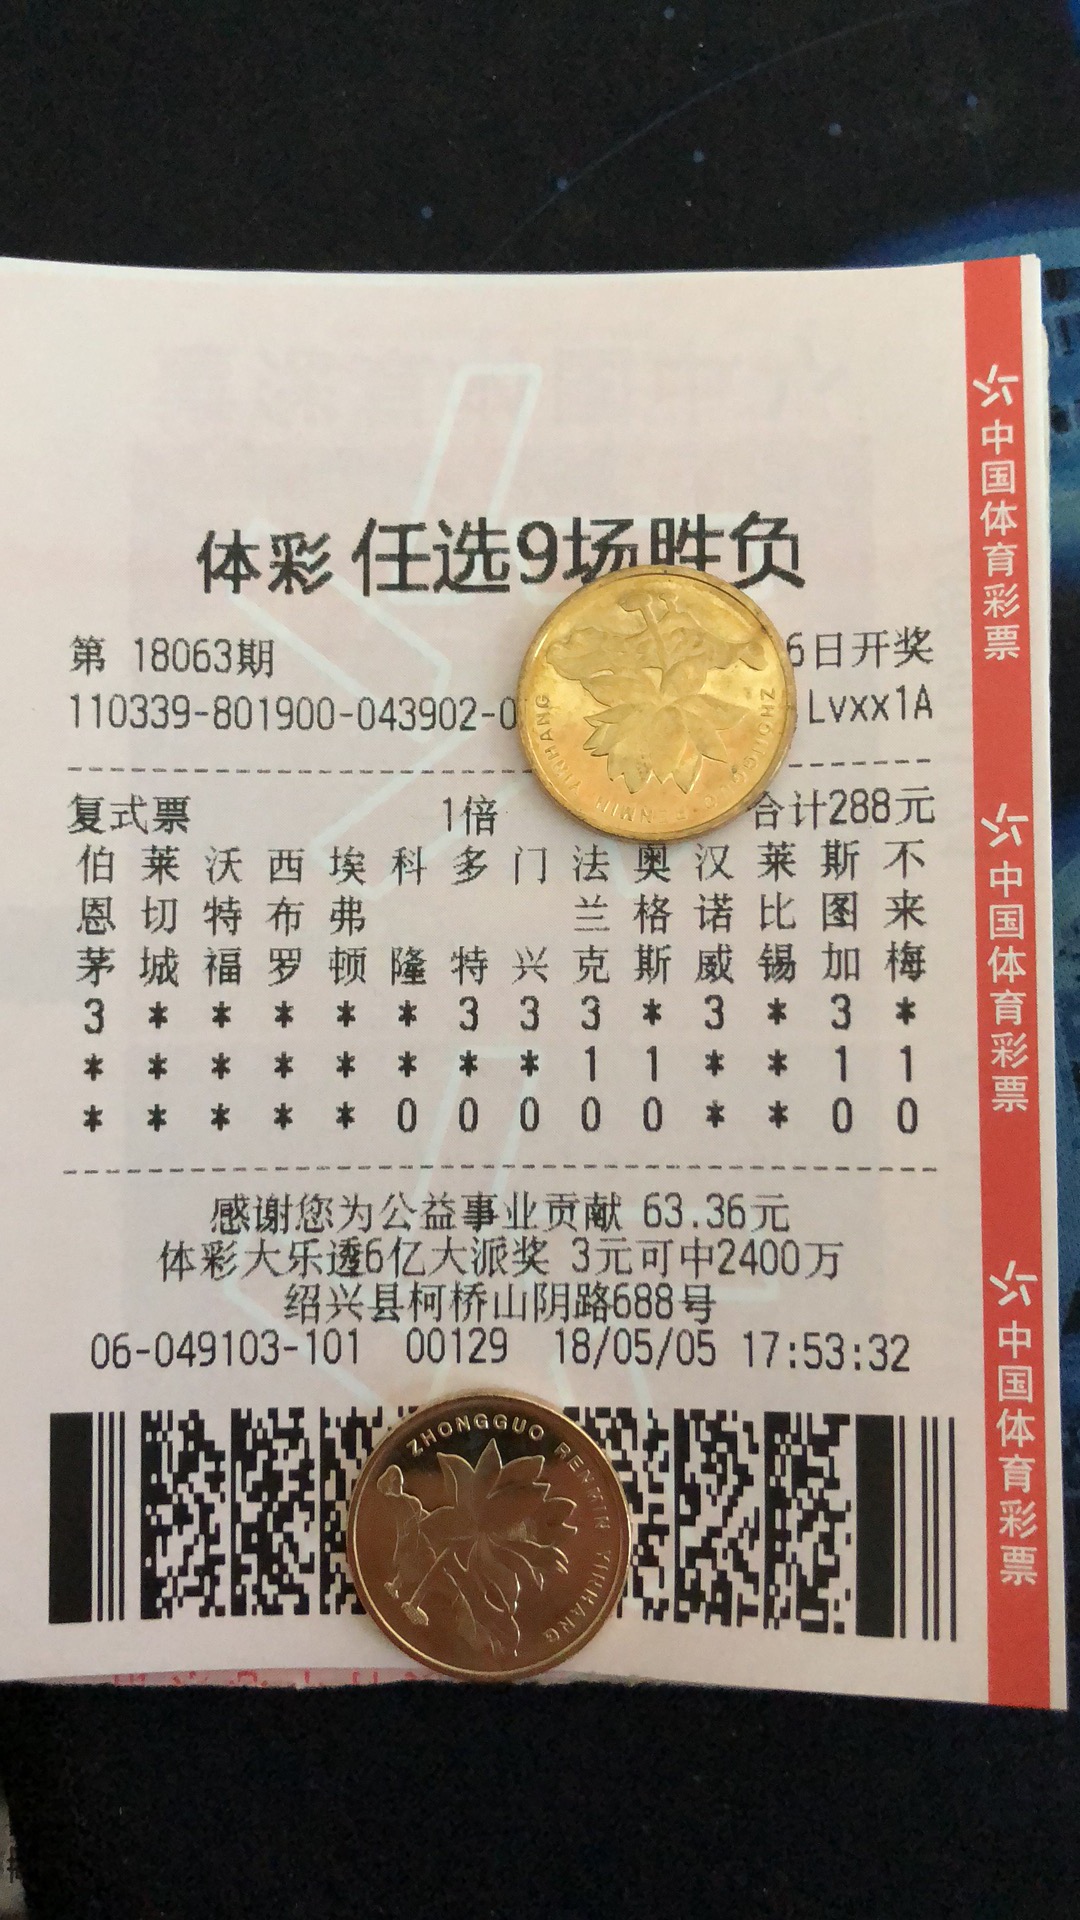 体彩 任选9场胜负
第 18063期 6日开奖
110339-801900-043902-0 Lvxx1A
复式票 1倍 合计288元
伯 莱 沃 西 埃 科 多 门 法 奥 汉 莱 斯 不
恩 切 特 布 弗 兰 格 诺 比 图 来
茅 城 福 罗 顿 隆 特 兴 克 斯 威 锡 加 梅
3 * * * * * 3 3 3 * 3 * 3 *
* * * * * * * * 1 1 * * 1 1
* * * * * 0 0 0 0 0 * * 0 0
感谢您为公益事业贡献 63.36元
体彩大乐透6亿大派奖 3元可中2400万
绍兴县柯桥山阴路688号
06-049103-101 00129 18/05/05 17:53:32
中国体育彩票
中国体育彩票
中国体育彩票
ZHONGGUO RENMIN YINHANG
ZHONGGUO RENMIN YINHANG